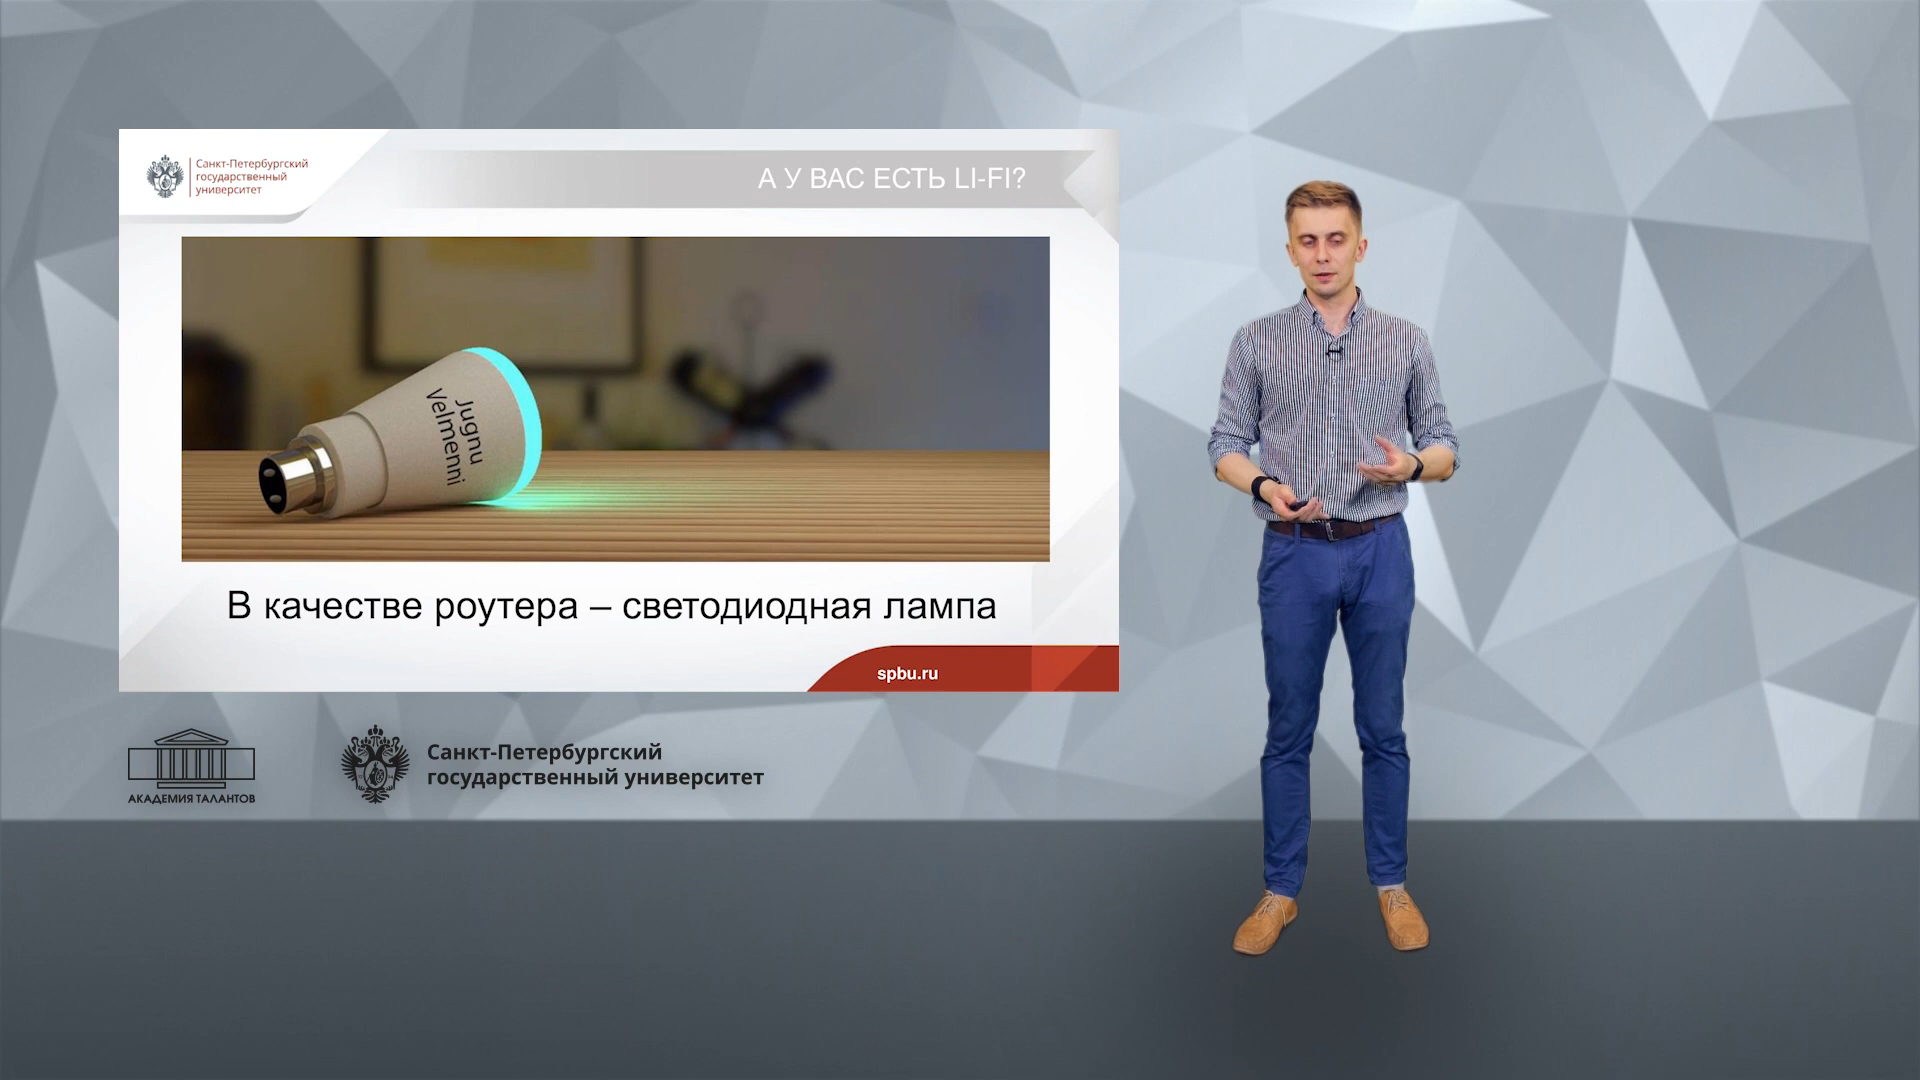 Санкт-Петербургский
государственный
университет
А У ВАС ЕСТЬ LI-FI?
Jugnu
Velmenni
В качестве роутера – светодиодная лампа
spbu.ru
АКАДЕМИЯ ТАЛАНТОВ
Санкт-Петербургский
государственный университет